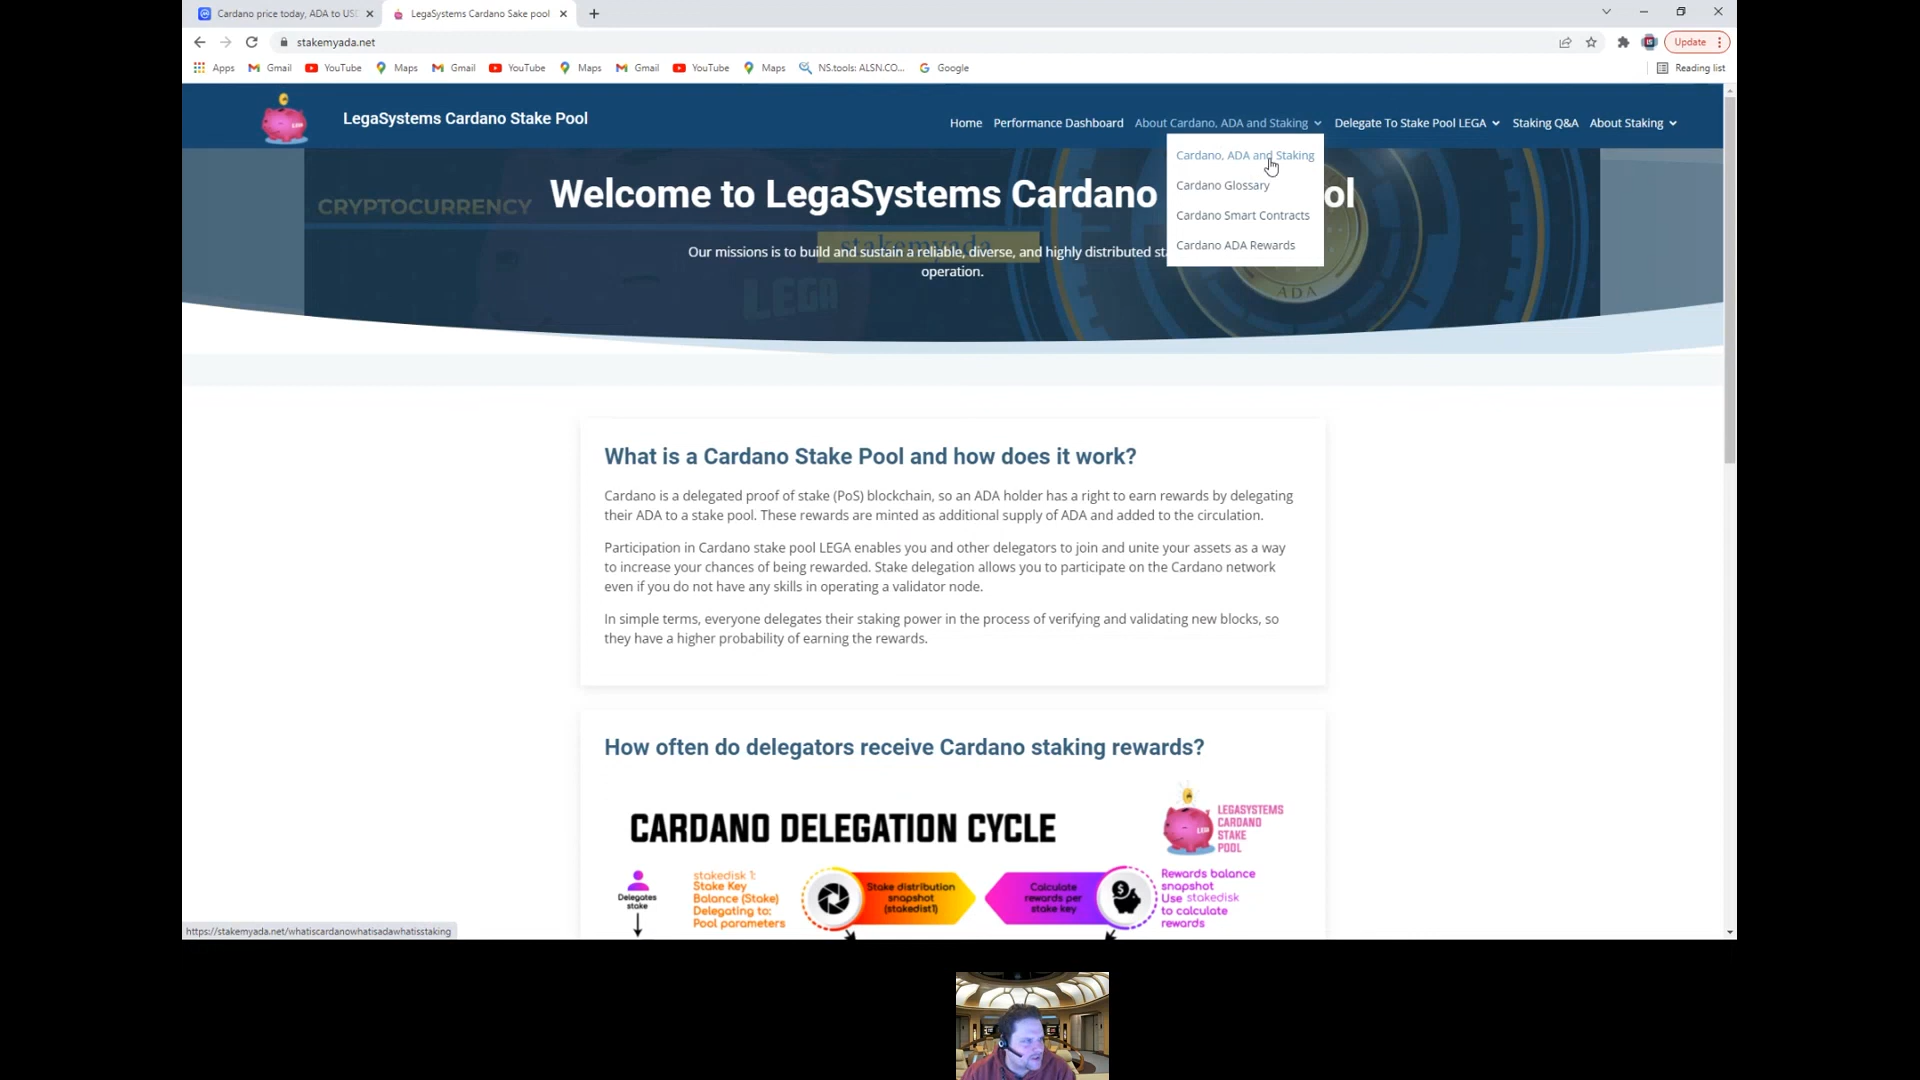 Cardano price today, ADA to USD
LegaSystems Cardano Sake pool
stakemyada.net
Update
Apps
Gmail
YouTube
Maps
Gmail
YouTube
Maps
Gmail
YouTube
Maps
NS.tools: ALSN.CO...
Google
Reading list
LegaSystems Cardano Stake Pool
Home
Performance Dashboard
About Cardano, ADA and Staking
Delegate To Stake Pool LEGA
Staking Q&A
About Staking
Cardano, ADA and Staking
Cardano Glossary
Cardano Smart Contracts
Cardano ADA Rewards
CRYPTOCURRENCY
Welcome to LegaSystems Cardano ol
stakemyada
Our missions is to build and sustain a reliable, diverse, and highly distributed sta
operation.
LEGA
ADA
What is a Cardano Stake Pool and how does it work?
Cardano is a delegated proof of stake (PoS) blockchain, so an ADA holder has a right to earn rewards by delegating
their ADA to a stake pool. These rewards are minted as additional supply of ADA and added to the circulation.
Participation in Cardano stake pool LEGA enables you and other delegators to join and unite your assets as a way
to increase your chances of being rewarded. Stake delegation allows you to participate on the Cardano network
even if you do not have any skills in operating a validator node.
In simple terms, everyone delegates their staking power in the process of verifying and validating new blocks, so
they have a higher probability of earning the rewards.
How often do delegators receive Cardano staking rewards?
CARDANO DELEGATION CYCLE
LEGA
LEGASYSTEMS
CARDANO
STAKE
POOL
Delegates
stake
stakedisk 1:
Stake Key
Balance (Stake)
Delegating to:
Pool parameters
Stake distribution
snapshot
(stakedist1)
Calculate
rewards per
stake key
Rewards balance
snapshot
Use stakedisk
to calculate
rewards
https://stakemyada.net/whatiscardanowhatisadawhatisstaking